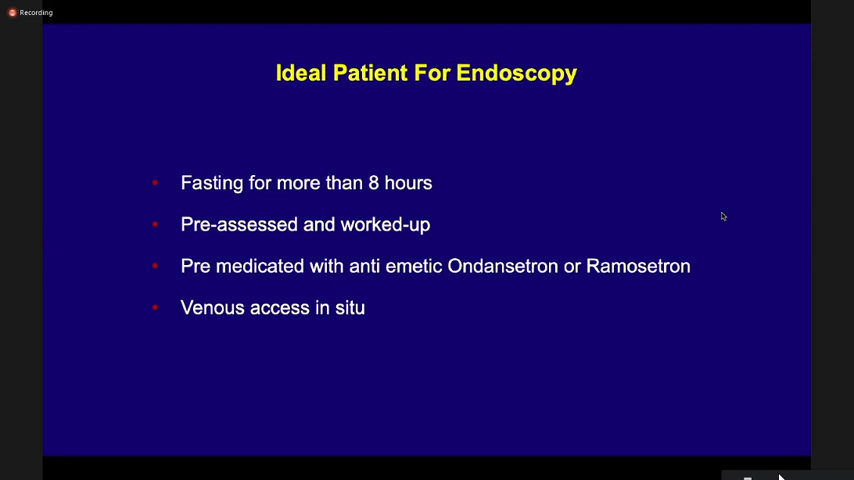 Recording
Ideal Patient For Endoscopy
Fasting for more than 8 hours
Pre-assessed and worked-up
Pre medicated with anti emetic Ondansetron or Ramosetron
Venous access in situ